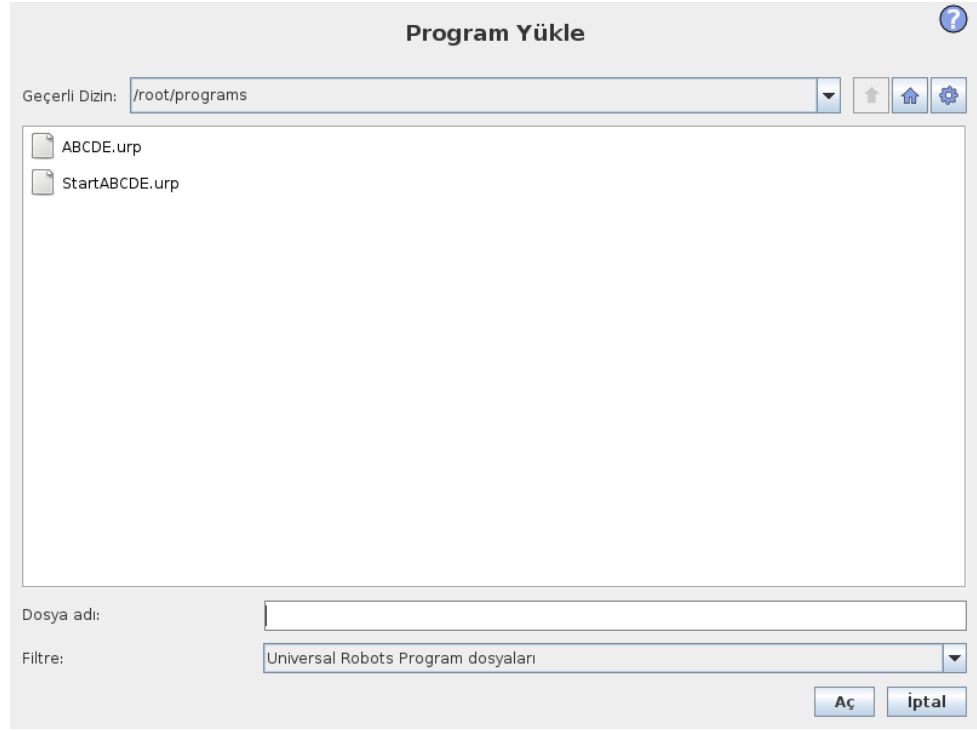 Program Yükle
?
Geçerli Dizin: /root/programs
ABCDE.urp
StartABCDE.urp
Dosya adı:
Filtre: Universal Robots Program dosyaları
Aç İptal